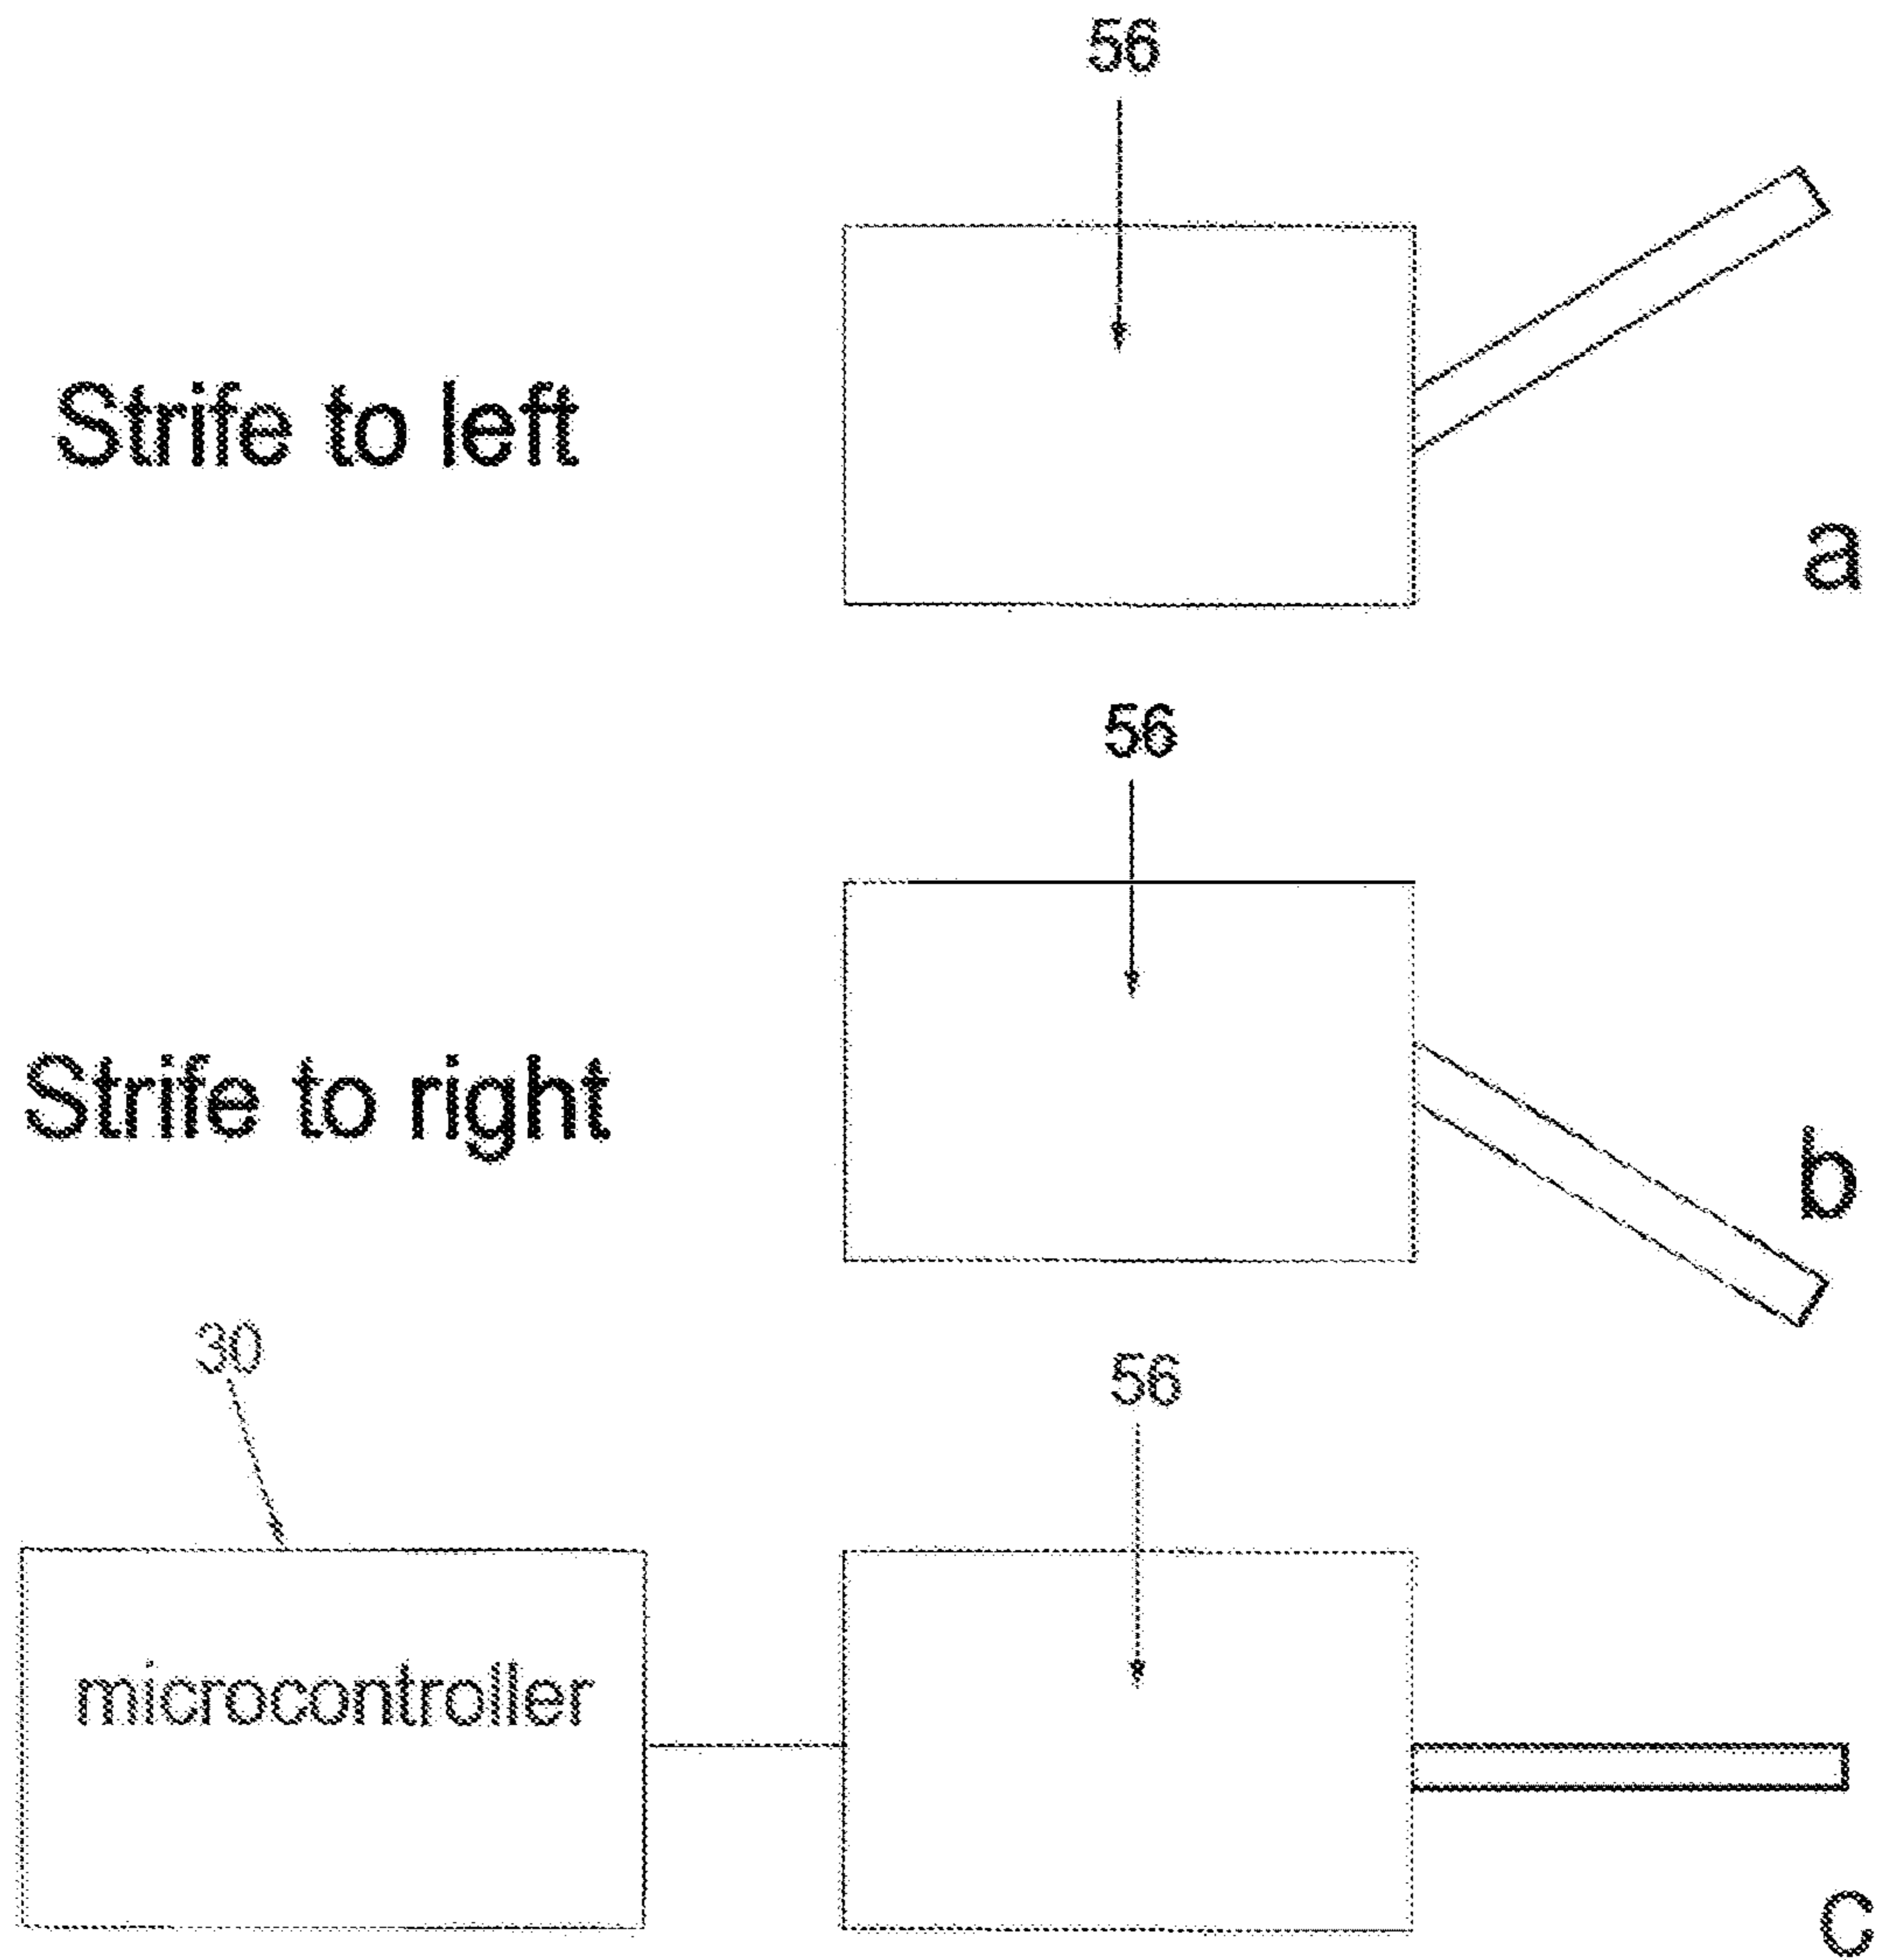 56
Strife to left
a
56
Strife to right
b
30
56
microcontroller
c